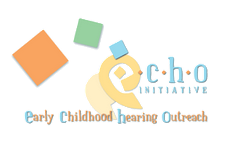 e·c·h·o
INITIATIVE
Early Childhood Hearing Outreach